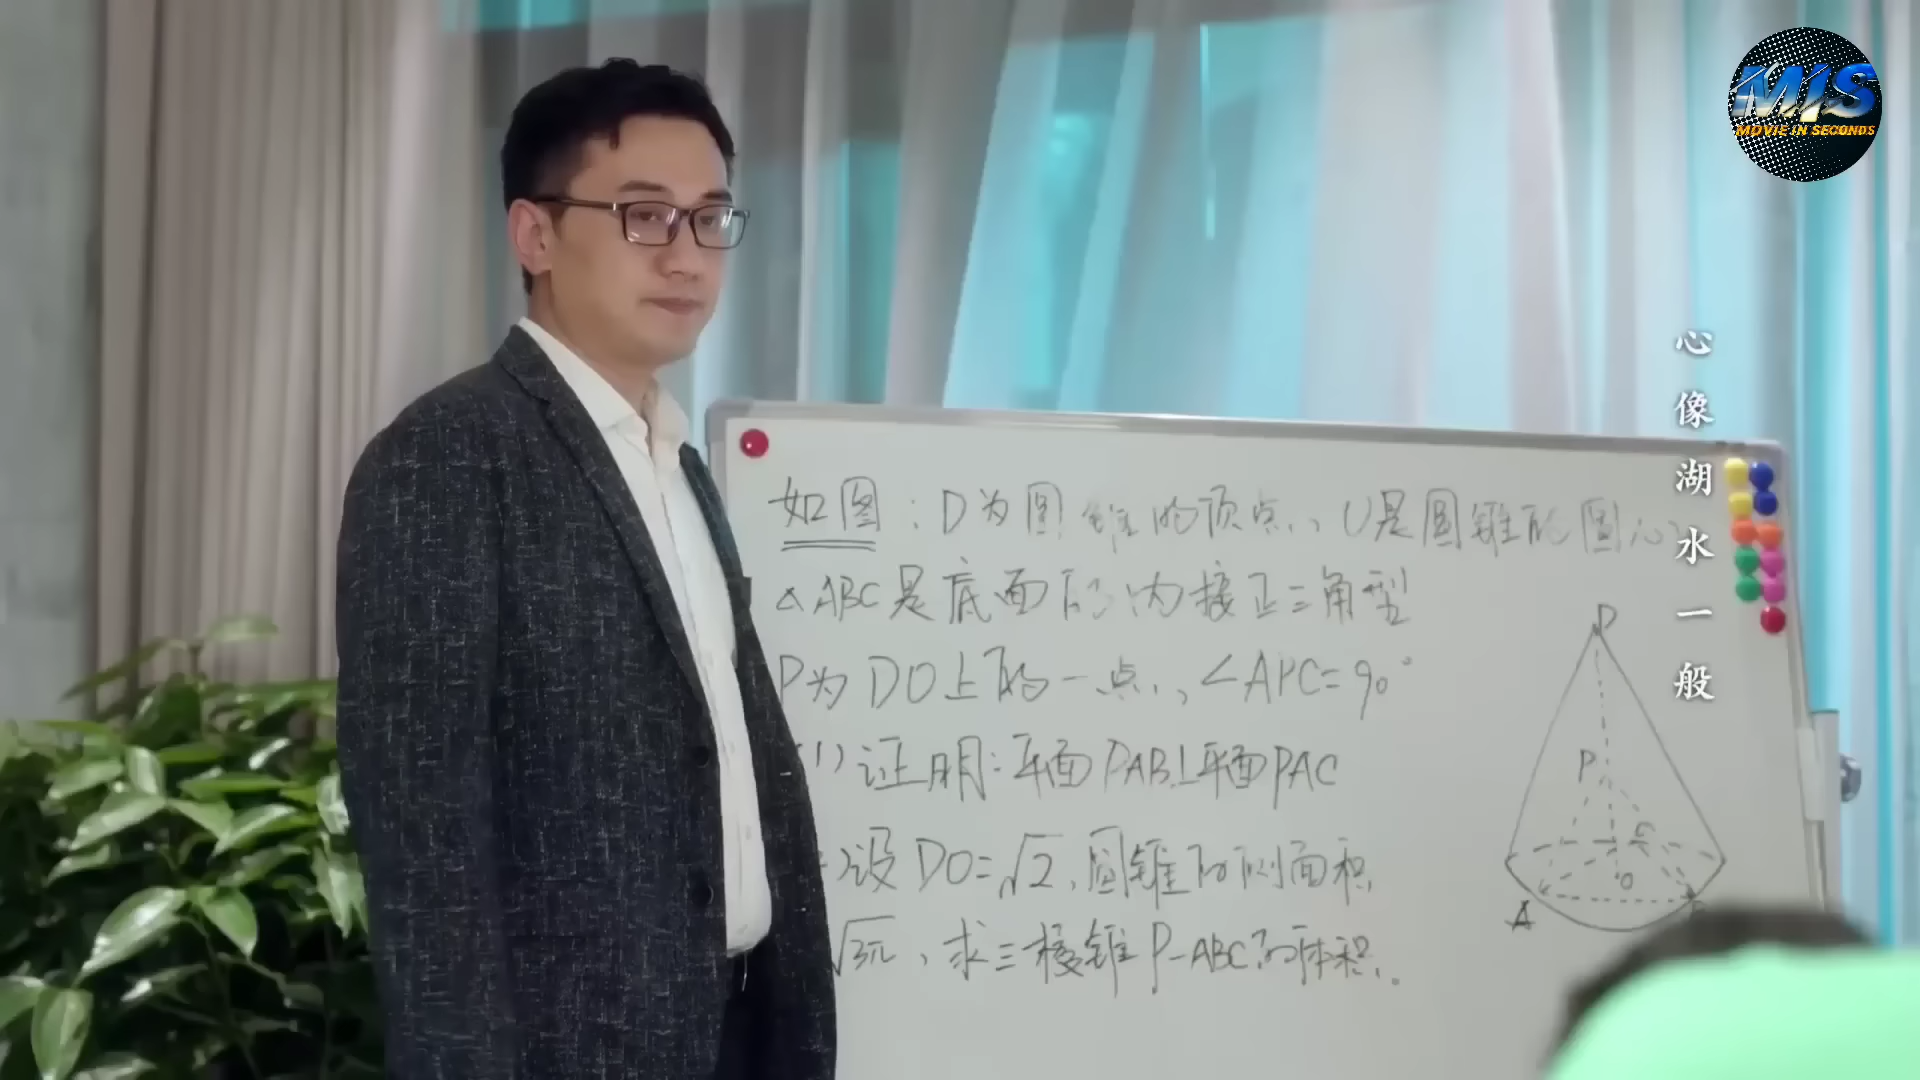 MIS
MOVIE IN SECONDS
心像湖水一般
如图：D为圆锥的顶点，O是圆锥的圆心
△ABC是底面的内接正三角型
P为DO上的一点，∠APC=90°
(1)证明：平面PAB⊥平面PAC
)设DO=√2，圆锥的侧面积
√3π，求三棱锥P-ABC的体积.
D
P
C
O
A